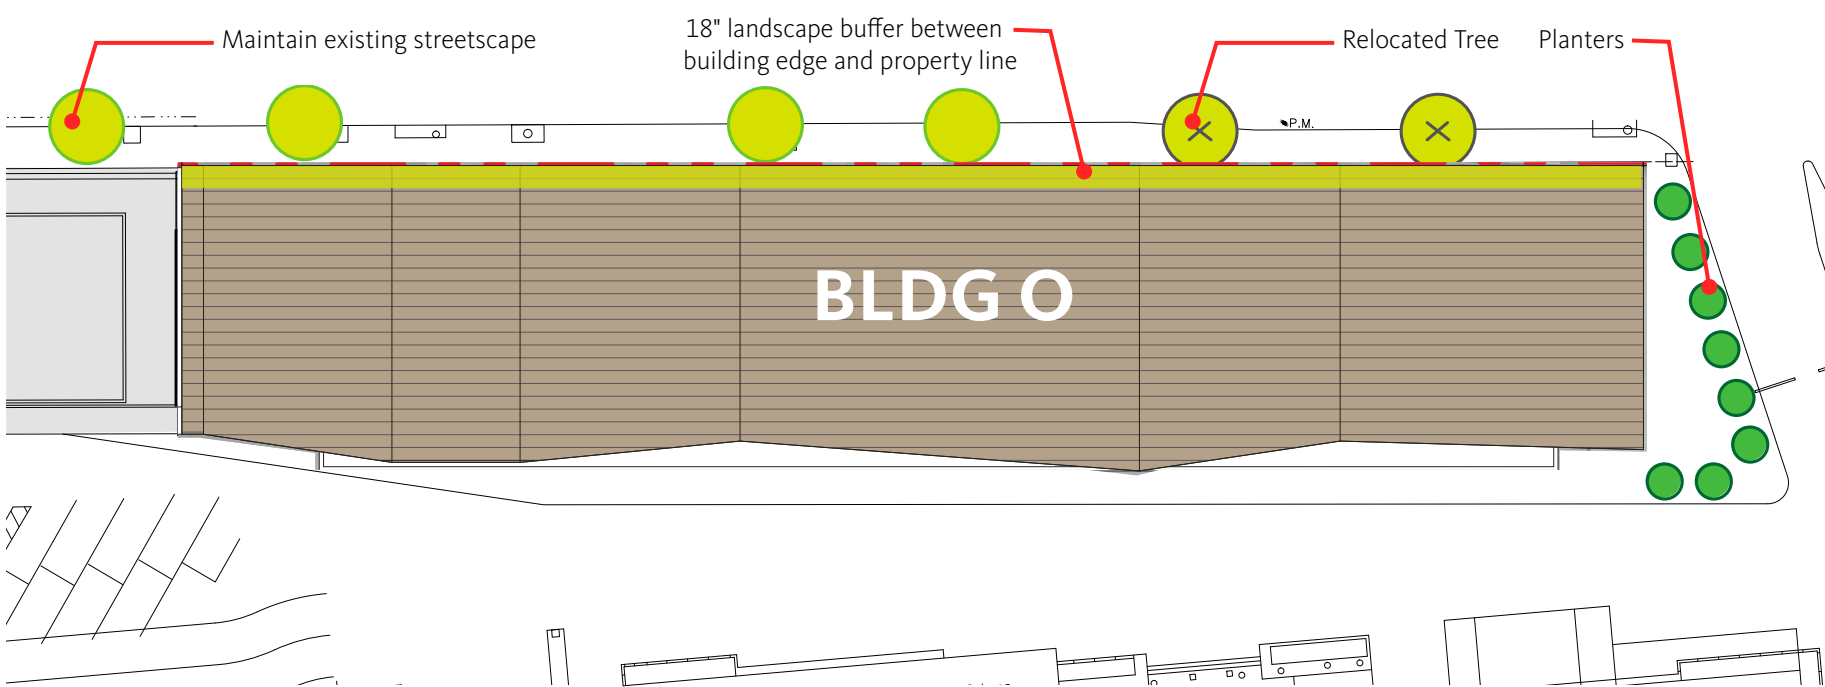 Maintain existing streetscape
18" landscape buffer between
building edge and property line
Relocated Tree
Planters
P.M.
BLDG O